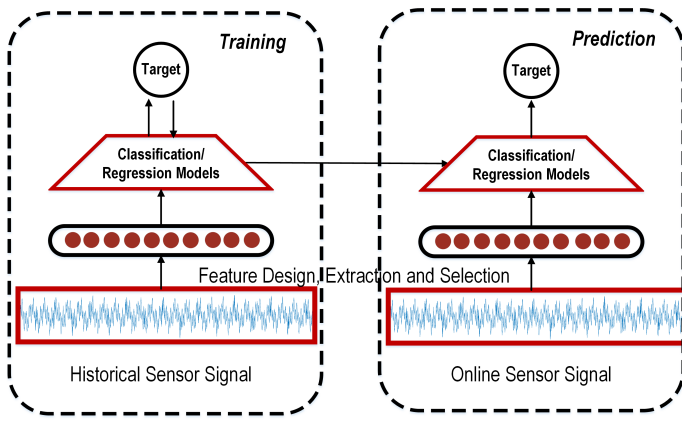 Training
Target
Classification/
Regression Models
Prediction
Target
Classification/
Regression Models
Feature Design, Extraction and Selection
Historical Sensor Signal
Online Sensor Signal